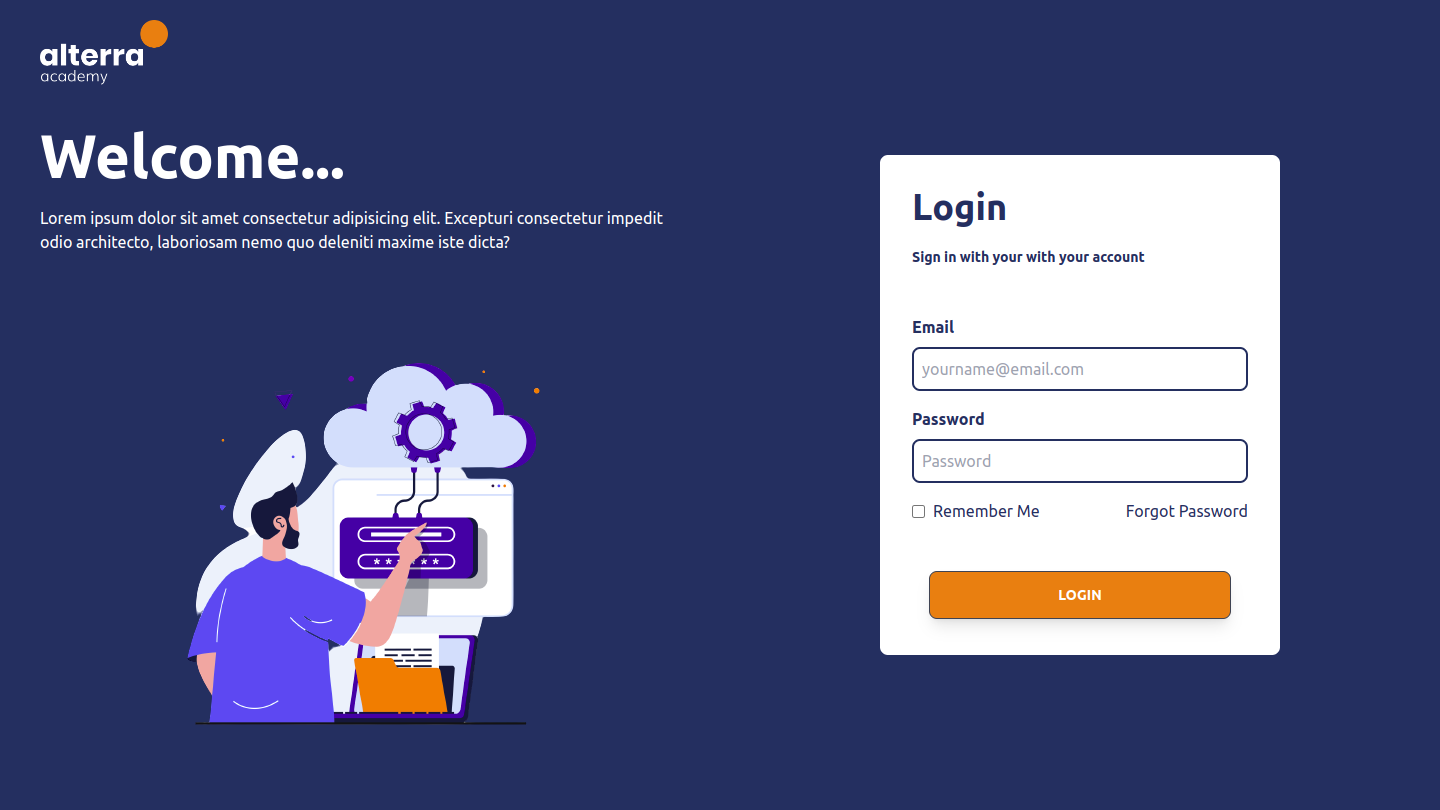 alterra
academy
Welcome...
Lorem ipsum dolor sit amet consectetur adipisicing elit. Excepturi consectetur impedit
odio architecto, laboriosam nemo quo deleniti maxime iste dicta?
Login
Sign in with your with your account
Email
yourname@email.com
Password
Password
Remember Me
Forgot Password
LOGIN